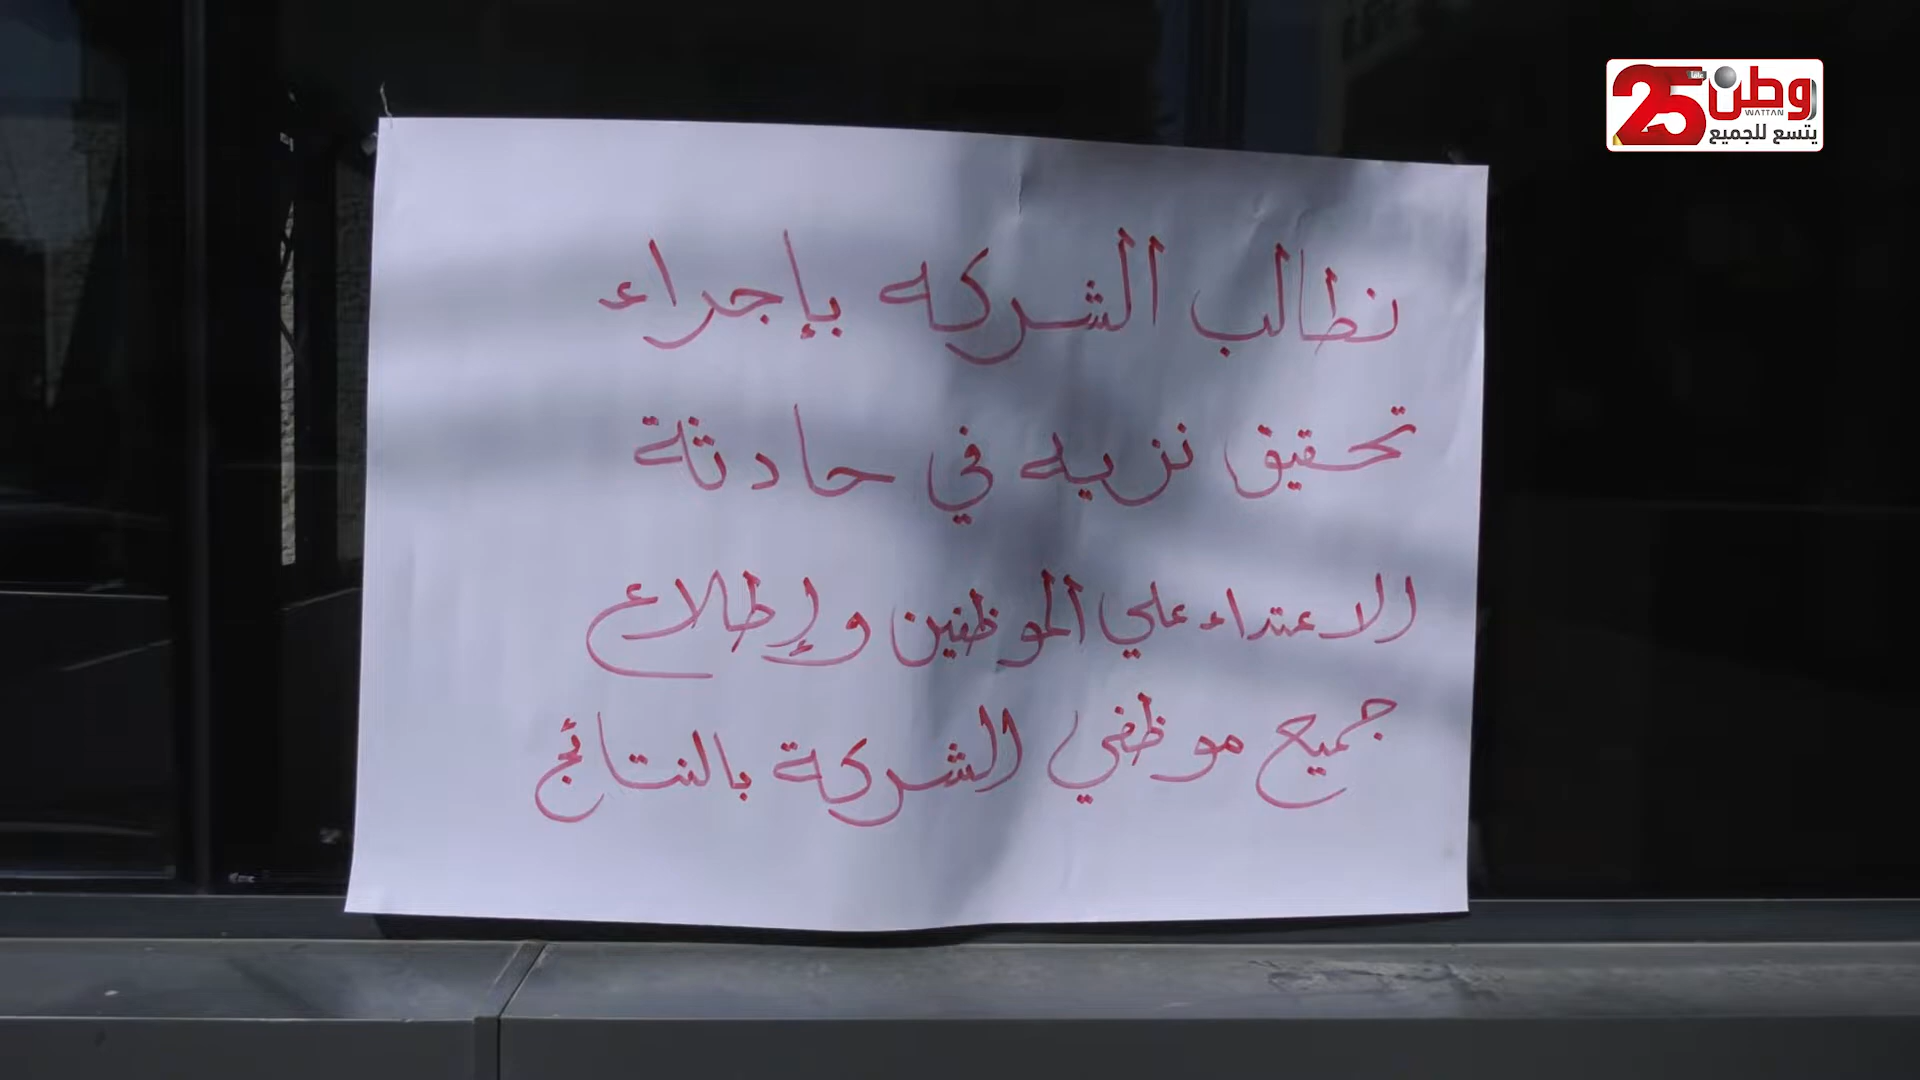 25 عاماً وطن
WATTAN
يتسع للجميع
نطالب الشركه بإجراء
تحقيق نزيه في حادثة
الاعتداء علي الموظفين وإطلاع
جميع موظفي الشركة بالنتائج